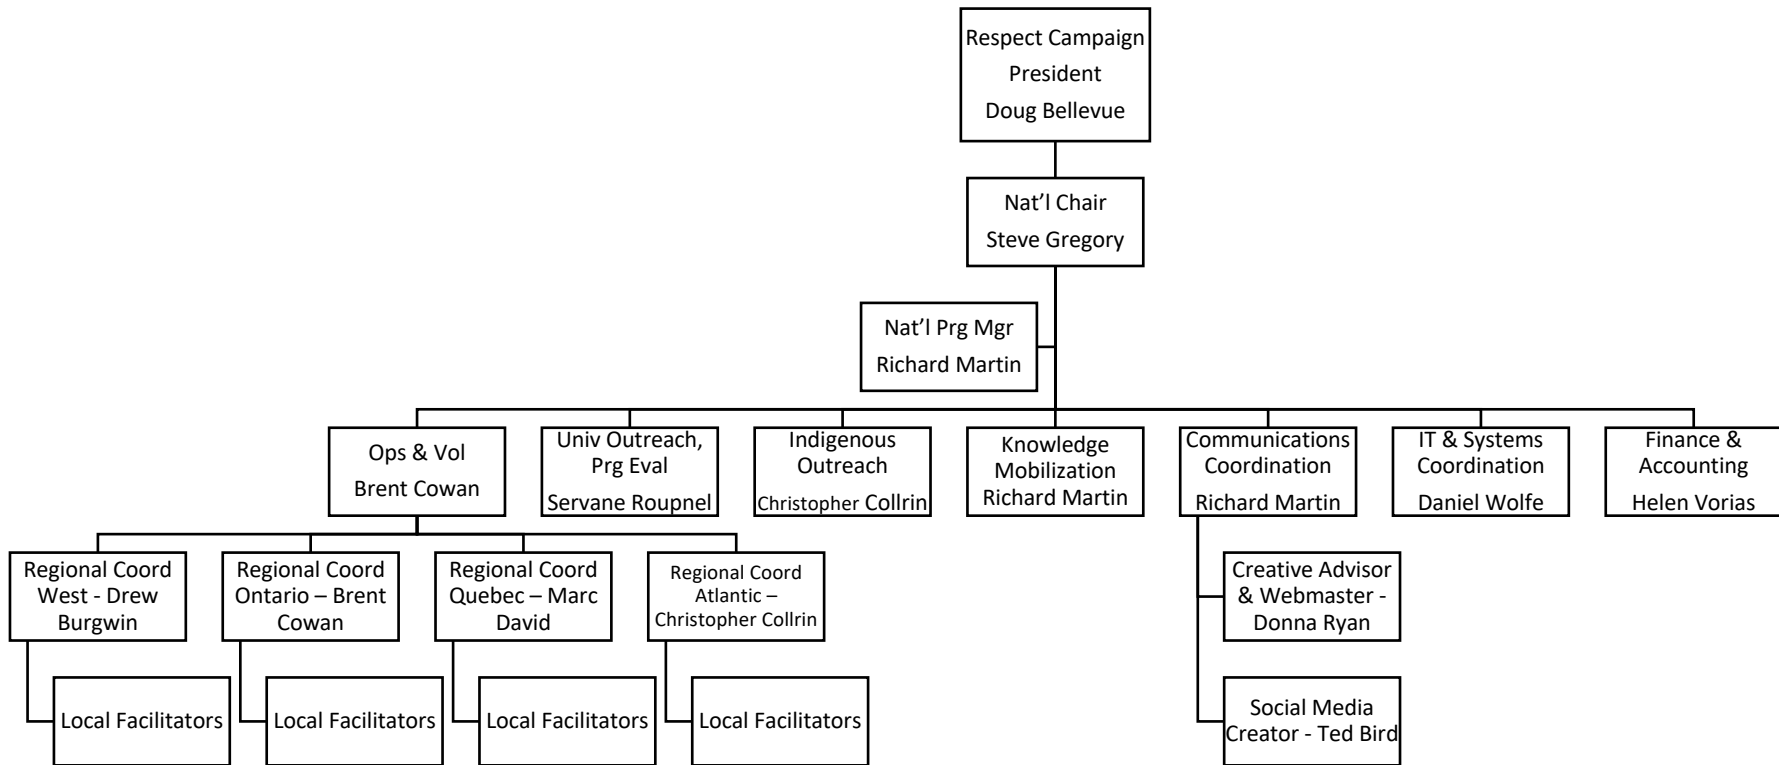 Respect Campaign
President
Doug Bellevue
Nat’l Chair
Steve Gregory
Nat’l Prg Mgr
Richard Martin
Ops & Vol
Brent Cowan
Univ Outreach,
Prg Eval
Servane Roupnel
Indigenous
Outreach
Christopher Collrin
Knowledge
Mobilization
Richard Martin
Communications
Coordination
Richard Martin
IT & Systems
Coordination
Daniel Wolfe
Finance &
Accounting
Helen Vorias
Regional Coord
West - Drew
Burgwin
Regional Coord
Ontario – Brent
Cowan
Regional Coord
Quebec – Marc
David
Regional Coord
Atlantic –
Christopher Collrin
Creative Advisor
& Webmaster -
Donna Ryan
Local Facilitators
Local Facilitators
Local Facilitators
Local Facilitators
Social Media
Creator - Ted Bird